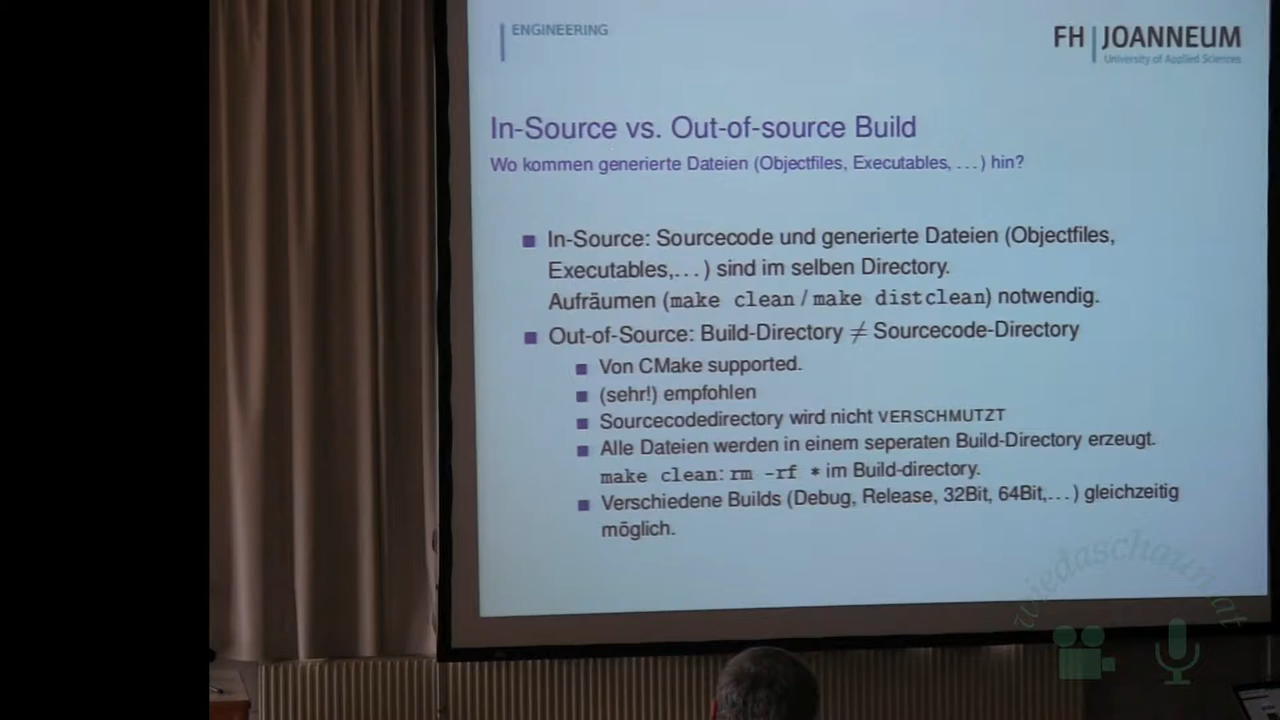 ENGINEERING
FH | JOANNEUM
University of Applied Sciences
In-Source vs. Out-of-source Build
Wo kommen generierte Dateien (Objectfiles, Executables, ...) hin?
In-Source: Sourcecode und generierte Dateien (Objectfiles,
Executables,...) sind im selben Directory.
Aufräumen (make clean / make distclean) notwendig.
Out-of-Source: Build-Directory ≠ Sourcecode-Directory
Von CMake supported.
(sehr!) empfohlen
Sourcecodedirectory wird nicht VERSCHMUTZT
Alle Dateien werden in einem seperaten Build-Directory erzeugt.
make clean: rm -rf * im Build-directory.
Verschiedene Builds (Debug, Release, 32Bit, 64Bit,...) gleichzeitig
möglich.
wiedaschaun.at